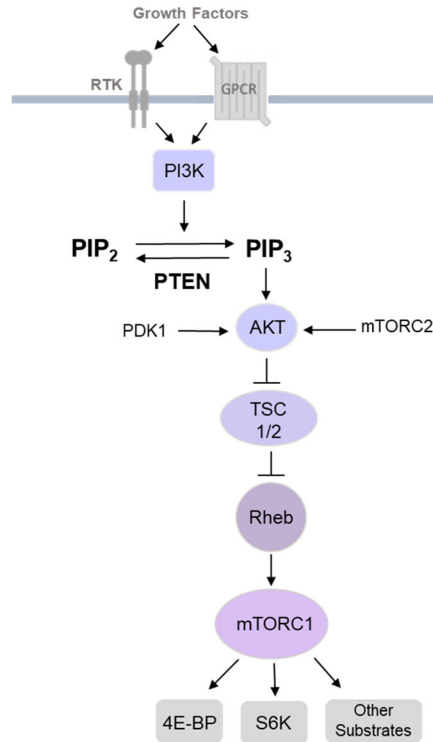 Growth Factors
RTK
GPCR
PI3K
PIP₂
PIP₃
PTEN
PDK1
AKT
mTORC2
TSC
1/2
Rheb
mTORC1
4E-BP
S6K
Other
Substrates